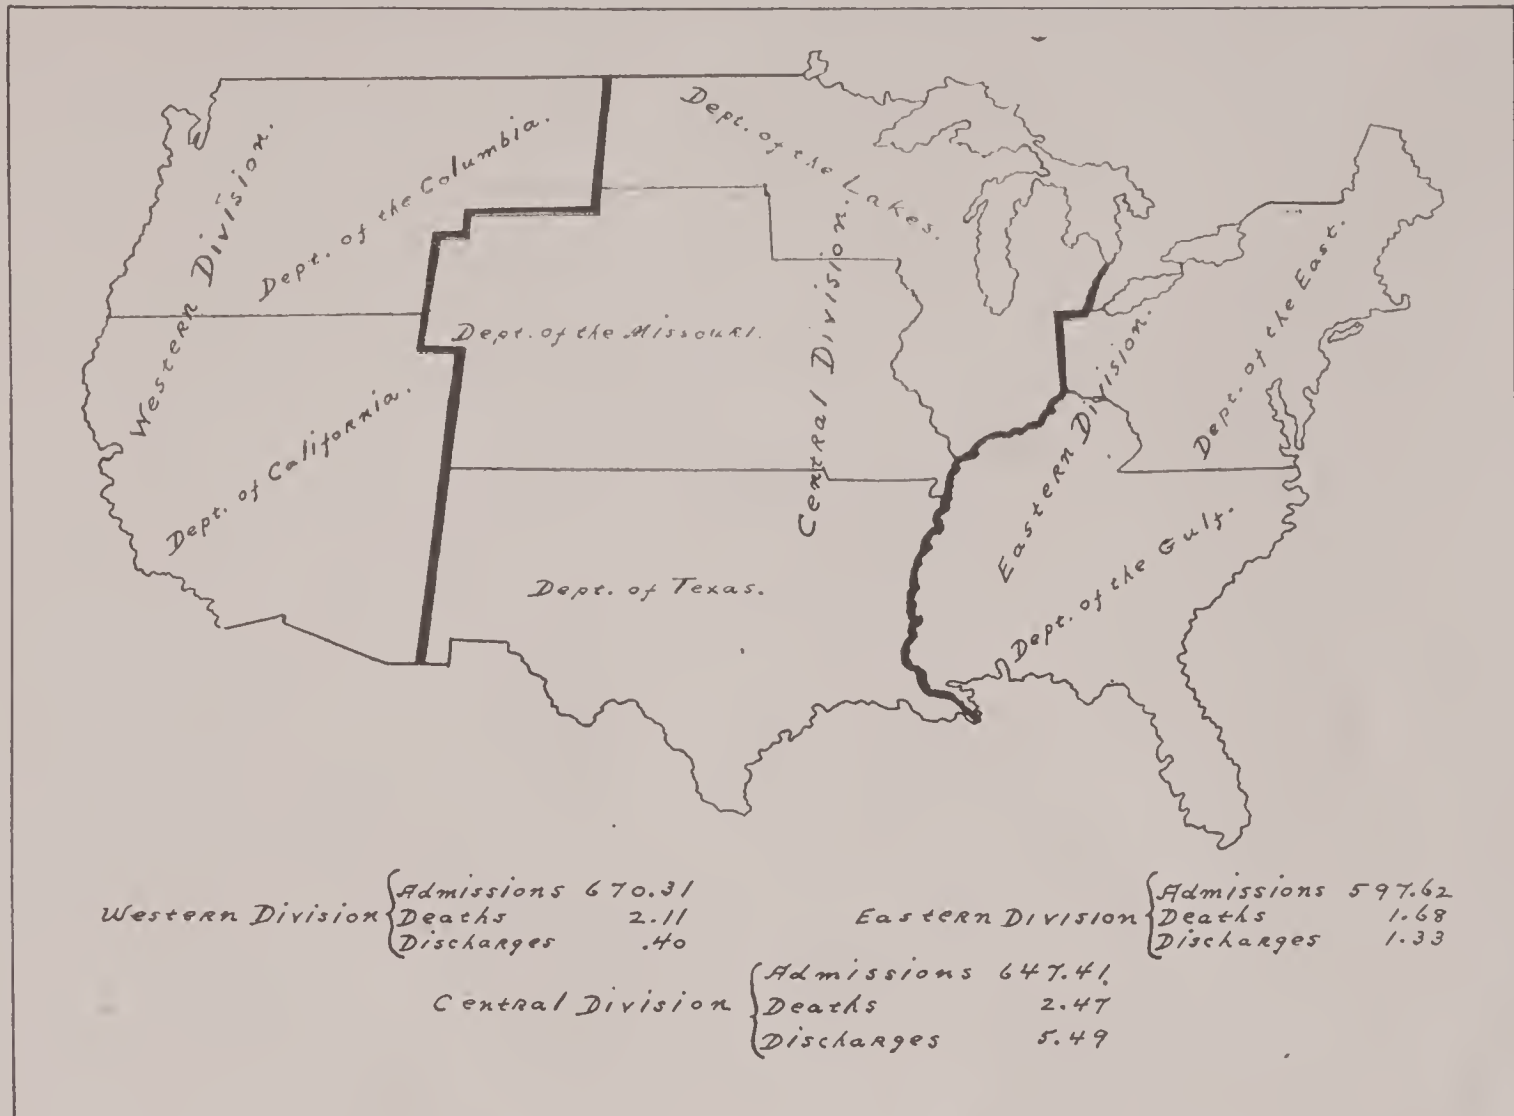 Western Division.
Dept. of the Columbia.
Dept. of California.
Dept. of the Lakes.
Dept. of the Missouri.
Central Division.
Dept. of Texas.
Eastern Division.
Dept. of the East.
Dept. of the Gulf.
Western Division
Admissions 670.31
Deaths 2.11
Discharges .40
Eastern Division
Admissions 597.62
Deaths 1.68
Discharges 1.33
Central Division
Admissions 647.41
Deaths 2.47
Discharges 5.49